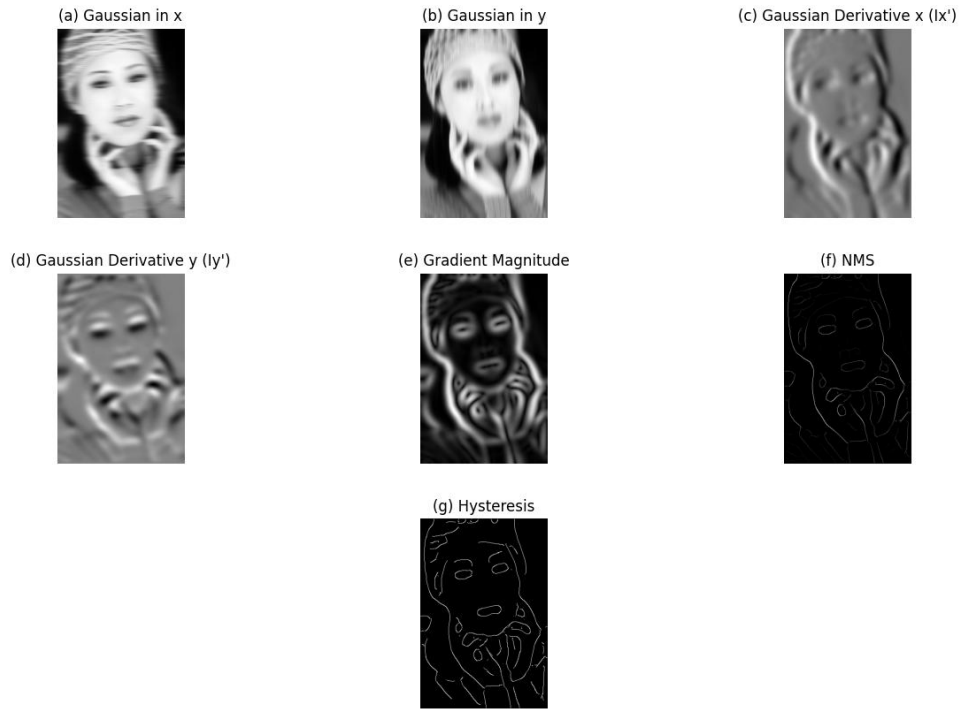 (a) Gaussian in x
(b) Gaussian in y
(c) Gaussian Derivative x (Ix')
(d) Gaussian Derivative y (Iy')
(e) Gradient Magnitude
(f) NMS
(g) Hysteresis